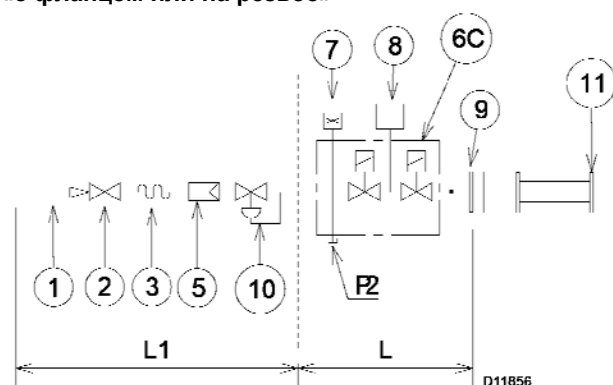 «с фланцем или на резьбе»
7 8 6C 9 11
1 2 3 5 10 P2
L1 L
D11856